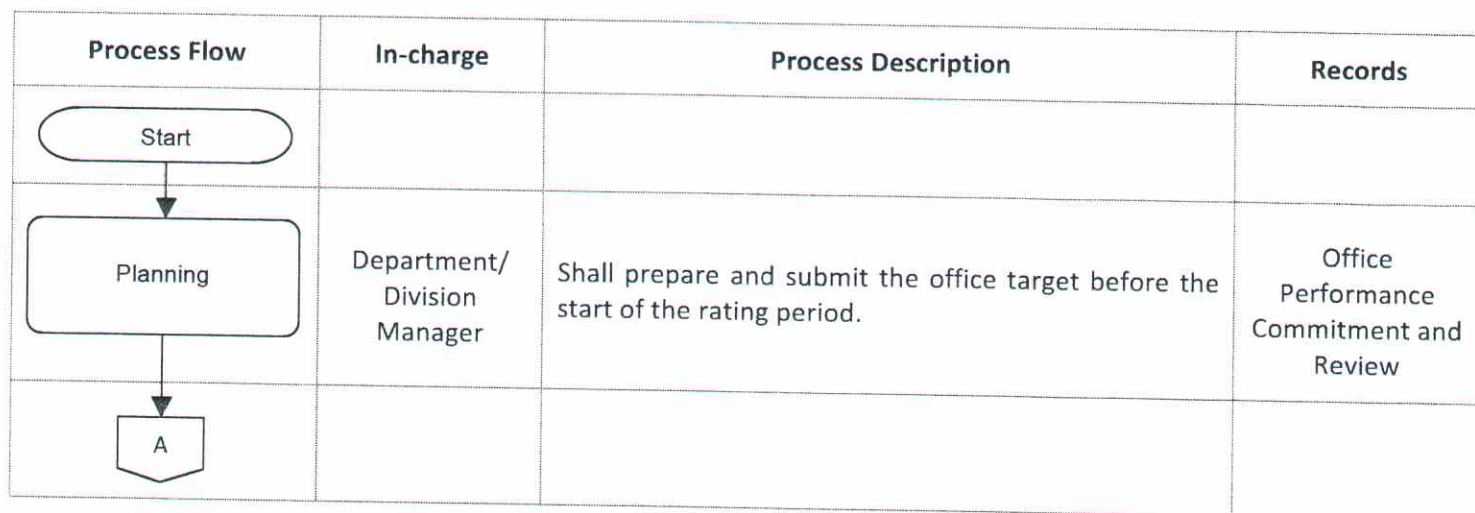 Process Flow
In-charge
Process Description
Records
Start
Planning
Department/
Division
Manager
Shall prepare and submit the office target before the
start of the rating period.
Office
Performance
Commitment and
Review
A